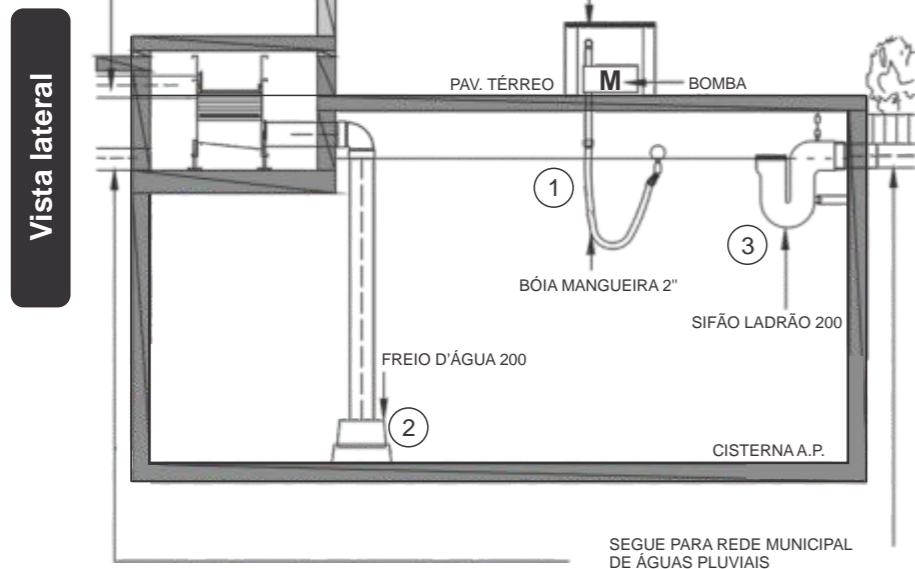 Vista lateral
PAV. TÉRREO
M
BOMBA
1
3
BÓIA MANGUEIRA 2"
SIFÃO LADRÃO 200
FREIO D'ÁGUA 200
2
CISTERNA A.P.
SEGUE PARA REDE MUNICIPAL
DE ÁGUAS PLUVIAIS